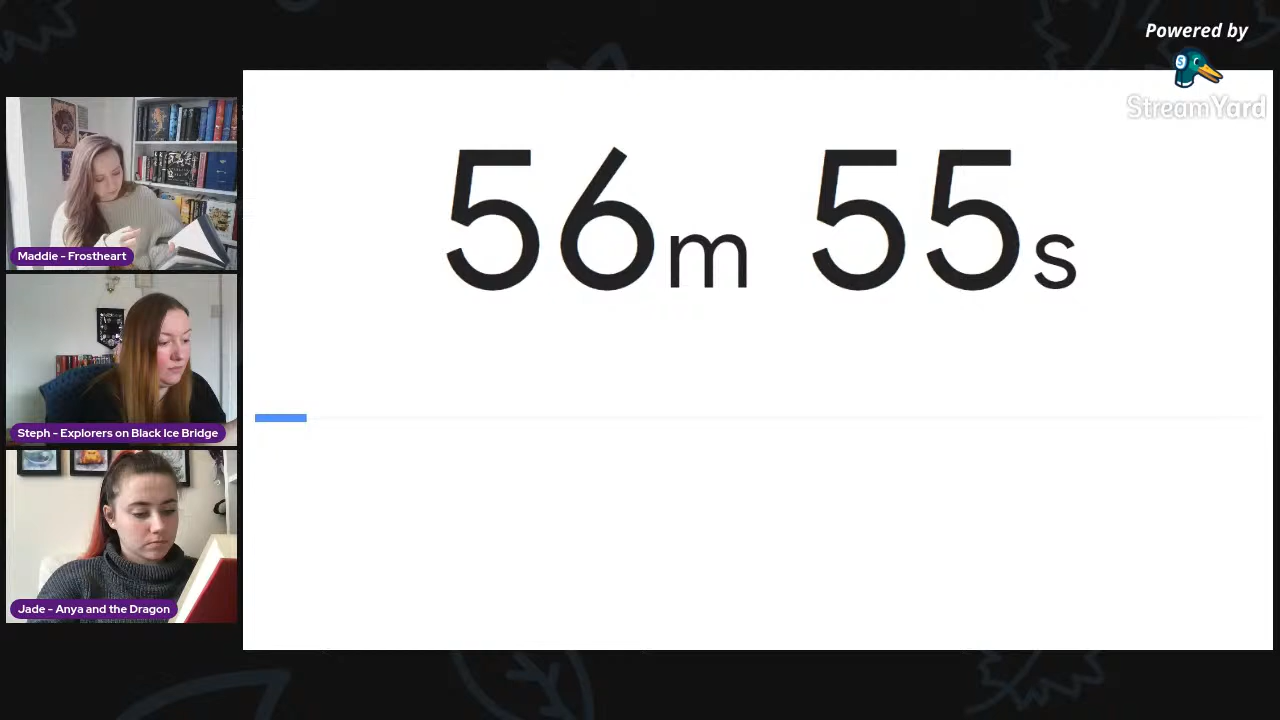 Powered by
StreamYard
56m 55s
Maddie - Frostheart
Steph - Explorers on Black Ice Bridge
Jade - Anya and the Dragon